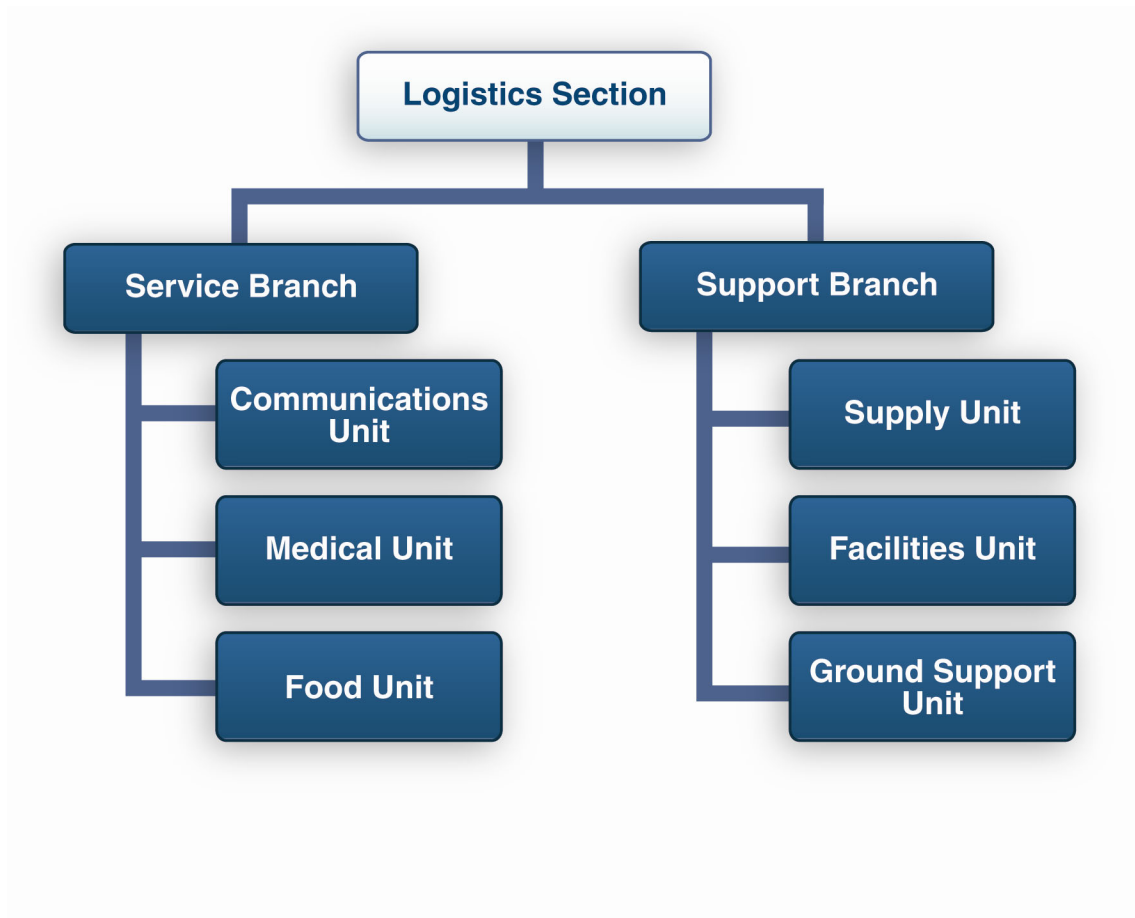 Logistics Section
Service Branch
Support Branch
Communications
Unit
Medical Unit
Food Unit
Supply Unit
Facilities Unit
Ground Support
Unit